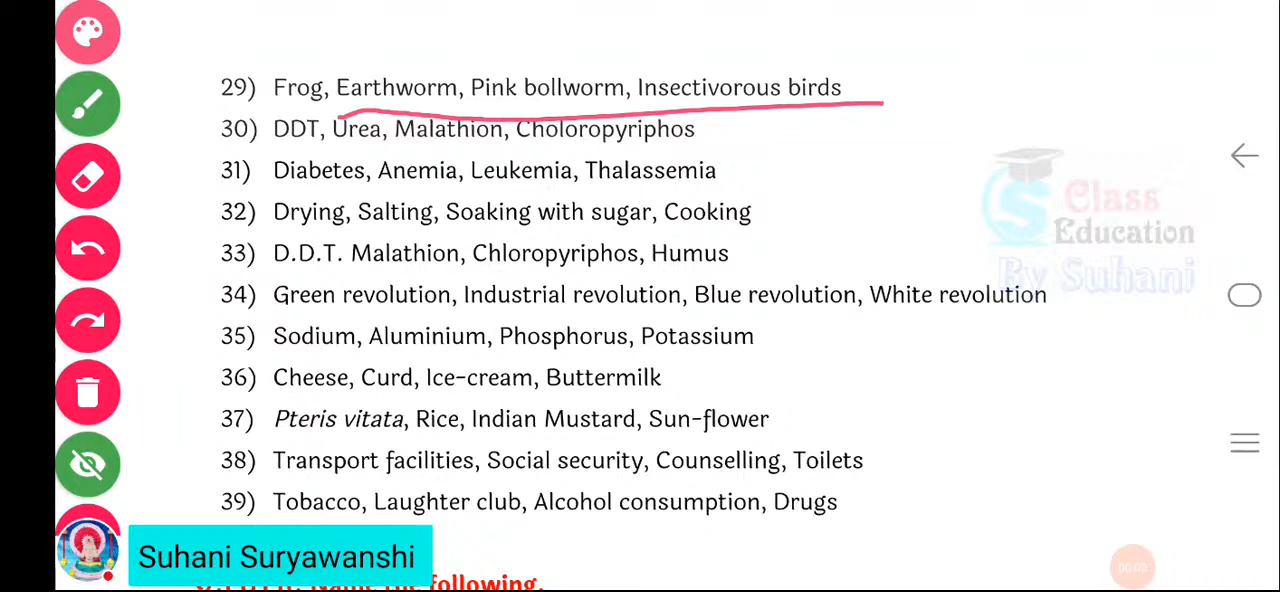 29) Frog, Earthworm, Pink bollworm, Insectivorous birds
30) DDT, Urea, Malathion, Choloropyriphos
31) Diabetes, Anemia, Leukemia, Thalassemia
32) Drying, Salting, Soaking with sugar, Cooking
33) D.D.T. Malathion, Chloropyriphos, Humus
34) Green revolution, Industrial revolution, Blue revolution, White revolution
35) Sodium, Aluminium, Phosphorus, Potassium
36) Cheese, Curd, Ice-cream, Buttermilk
37) Pteris vitata, Rice, Indian Mustard, Sun-flower
38) Transport facilities, Social security, Counselling, Toilets
39) Tobacco, Laughter club, Alcohol consumption, Drugs
Class
Education
By Suhani
Suhani Suryawanshi
Name the following.